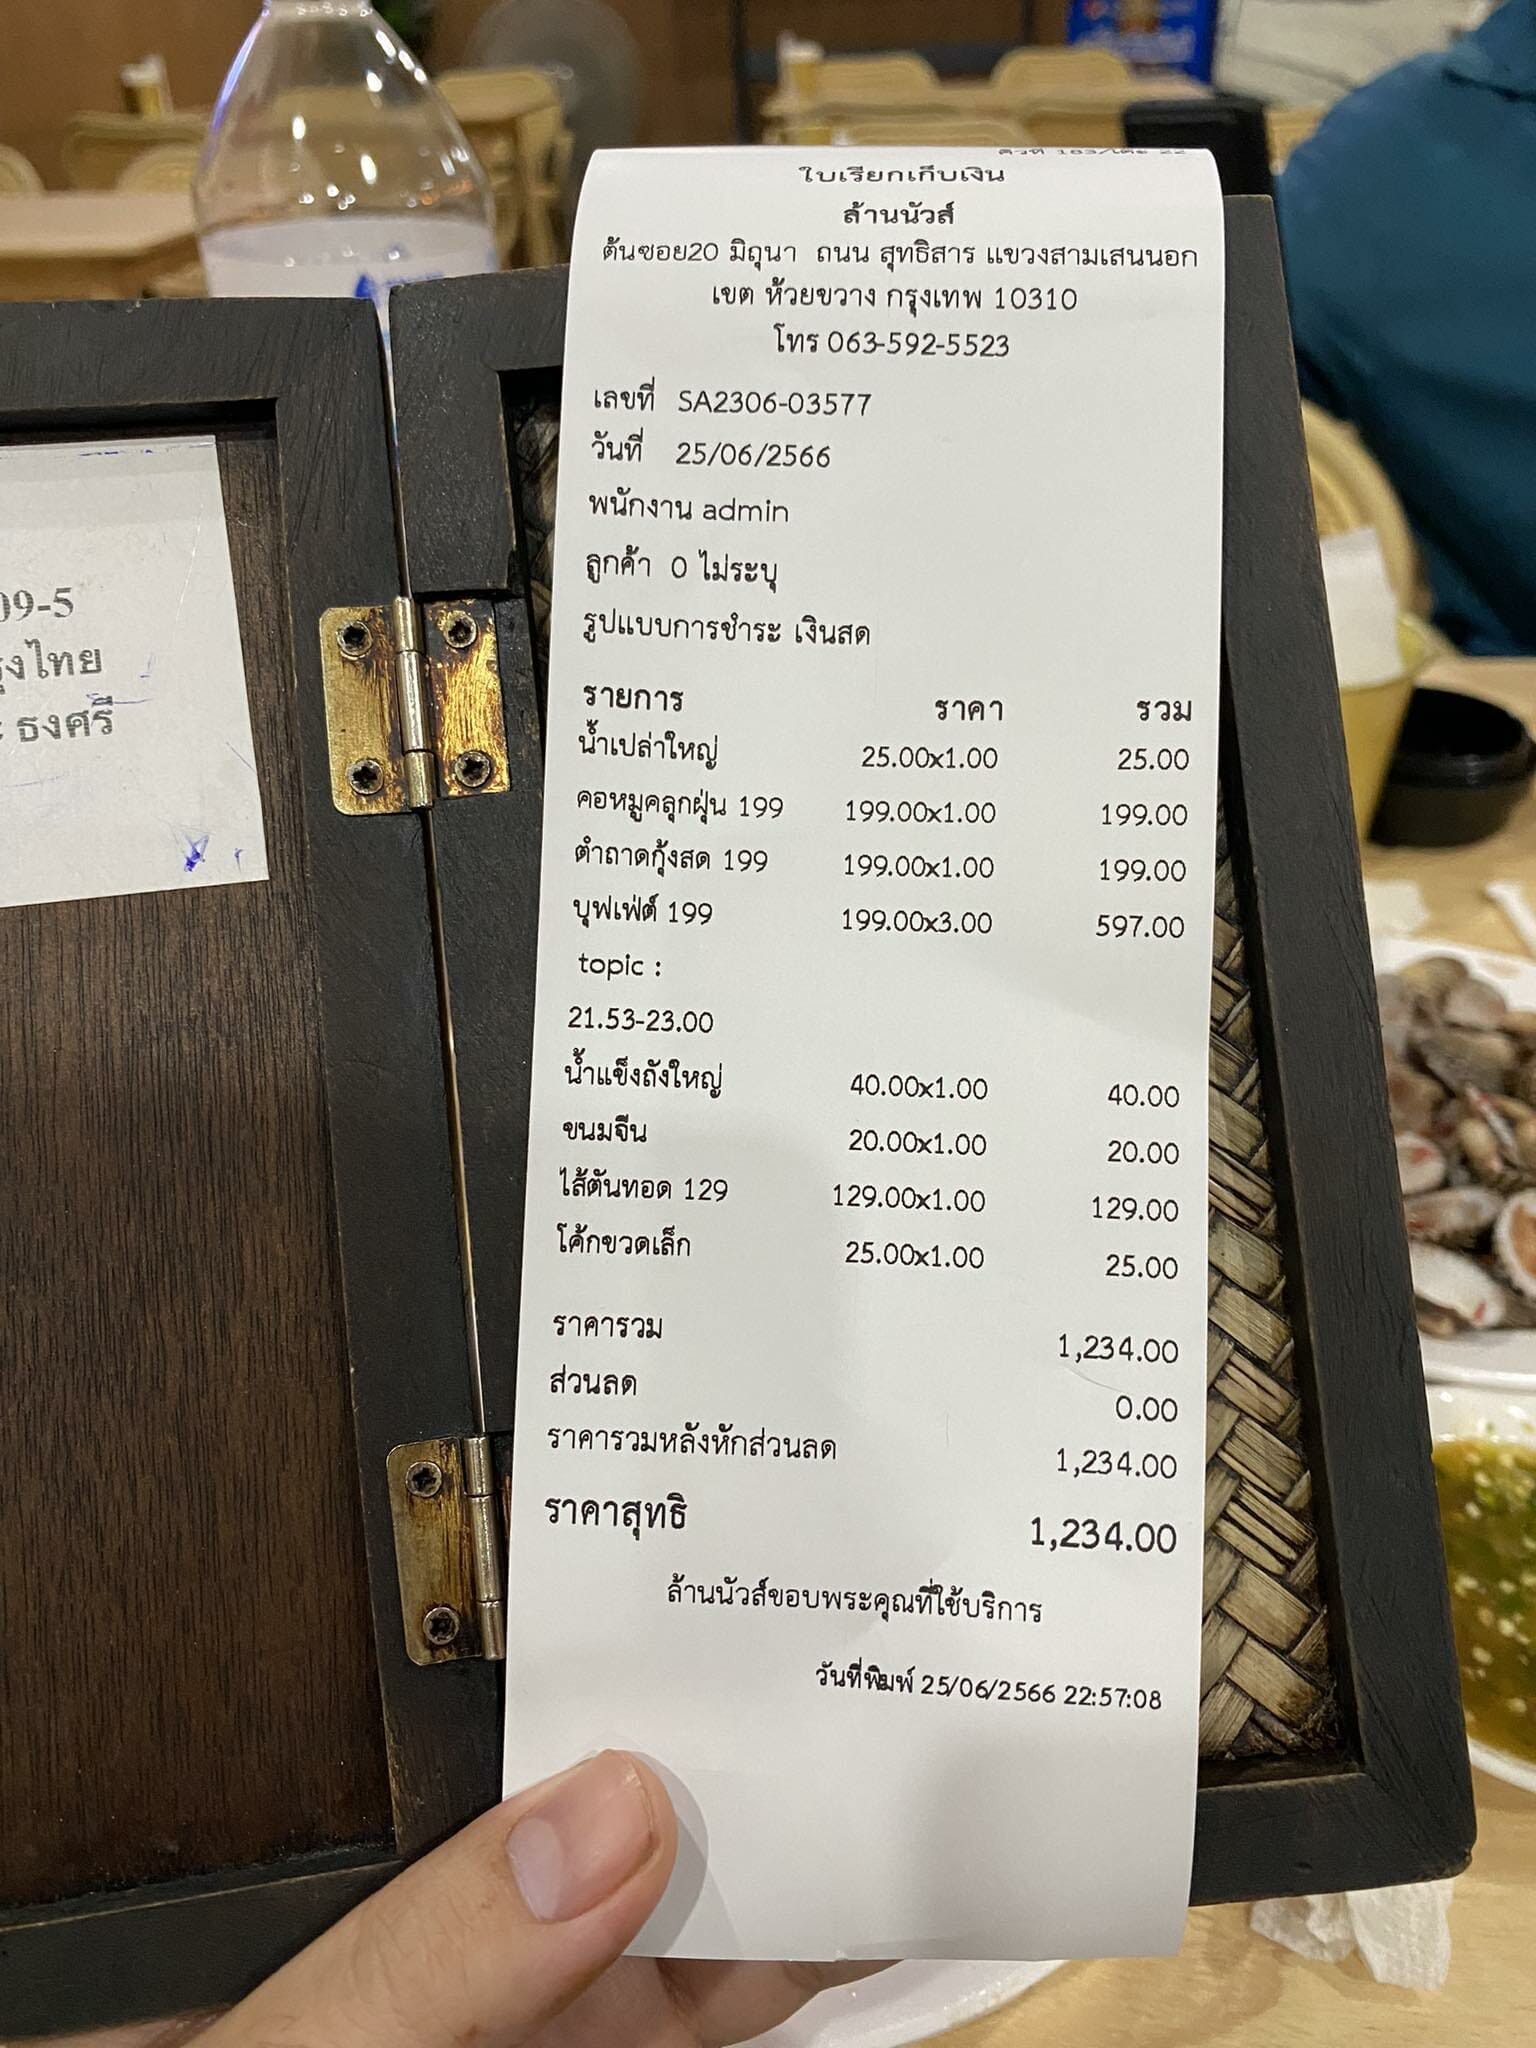 ใบเรียกเก็บเงิน
ล้านนัวส์
ต้นซอย20 มิถุนา ถนน สุทธิสาร แขวงสามเสนนอก
เขต ห้วยขวาง กรุงเทพ 10310
โทร 063-592-5523
เลขที่ SA2306-03577
วันที่ 25/06/2566
พนักงาน admin
ลูกค้า 0 ไม่ระบุ
รูปแบบการชำระ เงินสด
รายการ ราคา รวม
น้ำเปล่าใหญ่ 25.00x1.00 25.00
คอหมูคลุกฝุ่น 199 199.00x1.00 199.00
ตำถาดกุ้งสด 199 199.00x1.00 199.00
บุฟเฟ่ต์ 199 199.00x3.00 597.00
topic :
21.53-23.00
น้ำแข็งถังใหญ่ 40.00x1.00 40.00
ขนมจีน 20.00x1.00 20.00
ไส้ตันทอด 129 129.00x1.00 129.00
โค้กขวดเล็ก 25.00x1.00 25.00
ราคารวม 1,234.00
ส่วนลด 0.00
ราคารวมหลังหักส่วนลด 1,234.00
ราคาสุทธิ 1,234.00
ล้านนัวส์ขอบพระคุณที่ใช้บริการ
วันที่พิมพ์ 25/06/2566 22:57:08
09-5
รุงไทย
ธงศรี